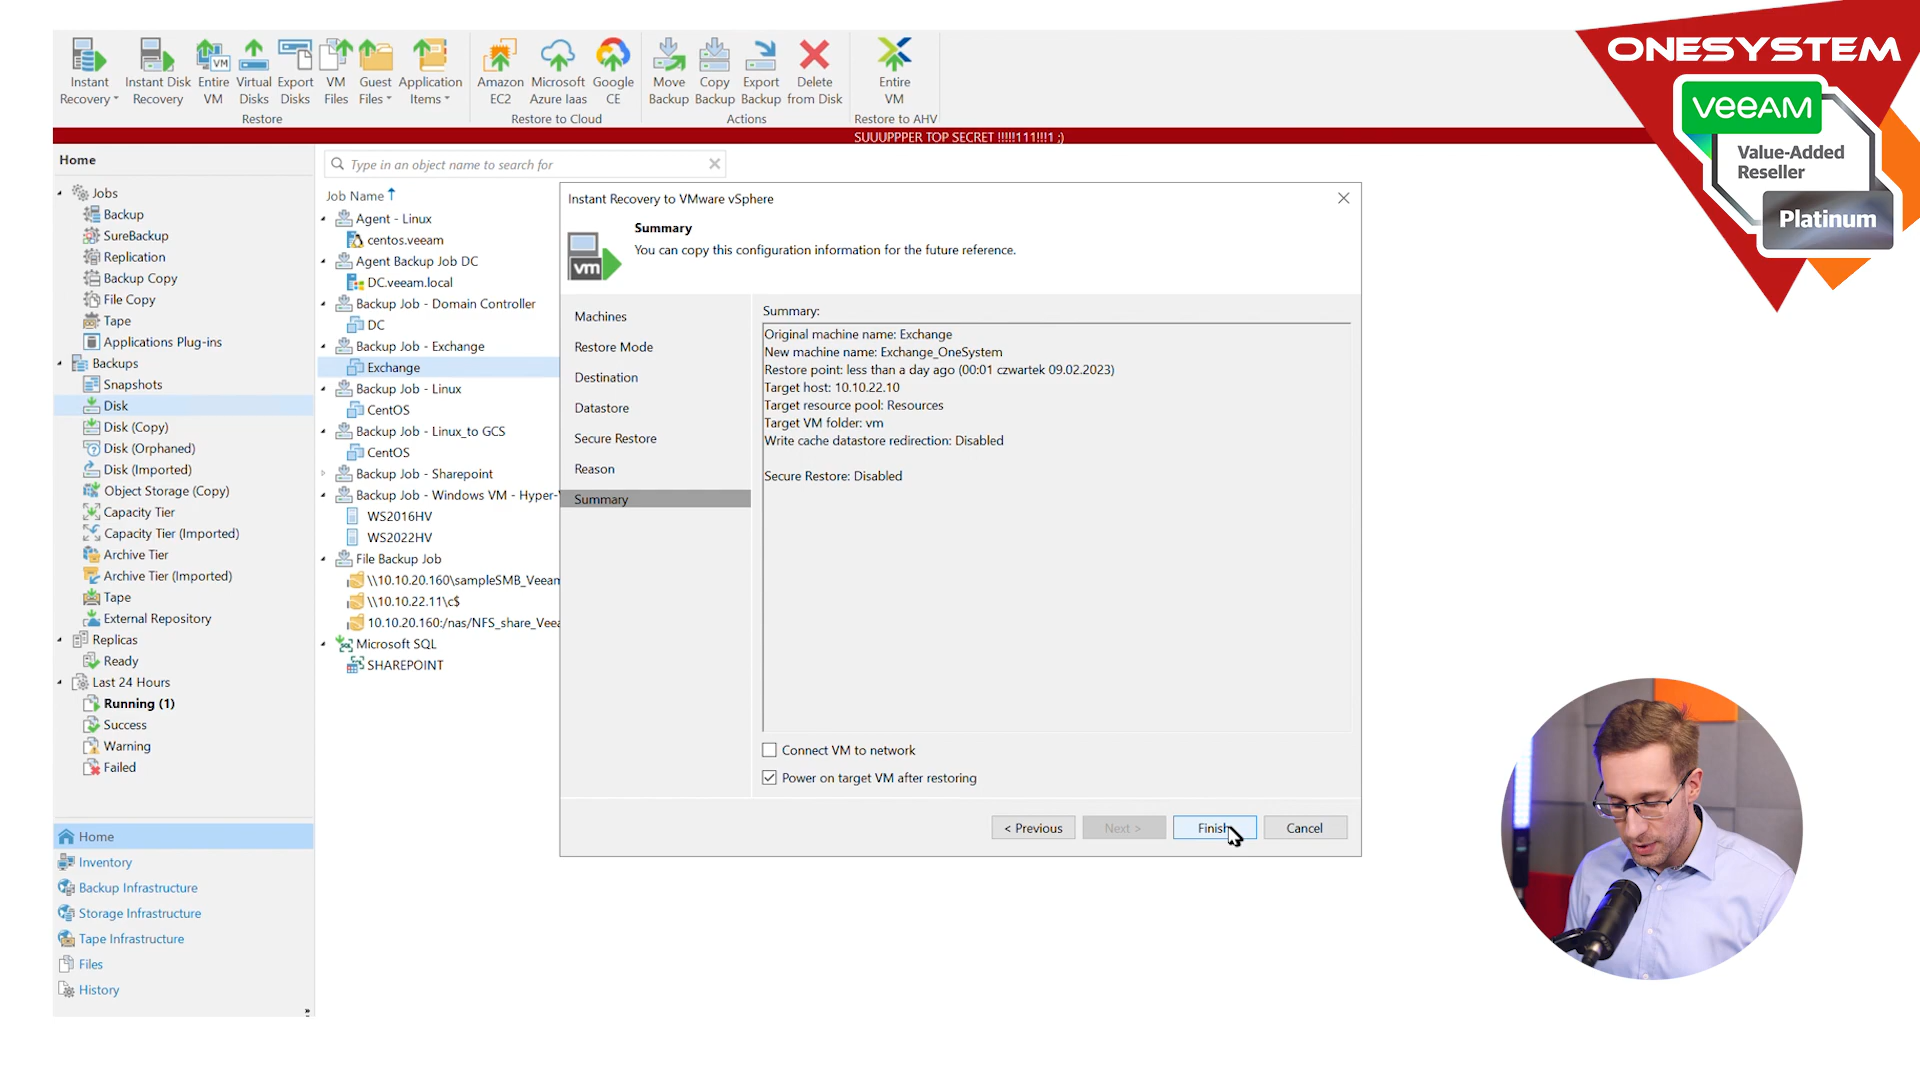 Instant Recovery
Instant Disk Recovery
Entire VM
Virtual Disks
Export Disks
VM Files
Guest Files
Application Items
Restore
Amazon EC2
Microsoft Azure Iaas
Google CE
Restore to Cloud
Move Backup
Copy Backup
Export Backup
Delete from Disk
Actions
Entire VM
Restore to AHV
SUUUPPPER TOP SECRET !!!!!111!!!1 ;)
ONESYSTEM
veeAM
Value-Added
Reseller
Platinum
Home
Jobs
Backup
SureBackup
Replication
Backup Copy
File Copy
Tape
Applications Plug-ins
Backups
Snapshots
Disk
Disk (Copy)
Disk (Orphaned)
Disk (Imported)
Object Storage (Copy)
Capacity Tier
Capacity Tier (Imported)
Archive Tier
Archive Tier (Imported)
Tape
External Repository
Replicas
Ready
Last 24 Hours
Running (1)
Success
Warning
Failed
Home
Inventory
Backup Infrastructure
Storage Infrastructure
Tape Infrastructure
Files
History
Type in an object name to search for
Job Name
Agent - Linux
centos.veeam
Agent Backup Job DC
DC.veeam.local
Backup Job - Domain Controller
DC
Backup Job - Exchange
Exchange
Backup Job - Linux
CentOS
Backup Job - Linux_to GCS
CentOS
Backup Job - Sharepoint
Backup Job - Windows VM - Hyper-
WS2016HV
WS2022HV
File Backup Job
\\10.10.20.160\sampleSMB_Veeam
\\10.10.22.11\c$
10.10.20.160:/nas/NFS_share_Veea
Microsoft SQL
SHAREPOINT
Instant Recovery to VMware vSphere
Summary
You can copy this configuration information for the future reference.
vm
Machines
Restore Mode
Destination
Datastore
Secure Restore
Reason
Summary
Summary:
Original machine name: Exchange
New machine name: Exchange_OneSystem
Restore point: less than a day ago (00:01 czwartek 09.02.2023)
Target host: 10.10.22.10
Target resource pool: Resources
Target VM folder: vm
Write cache datastore redirection: Disabled
Secure Restore: Disabled
Connect VM to network
Power on target VM after restoring
< Previous
Next >
Finish
Cancel